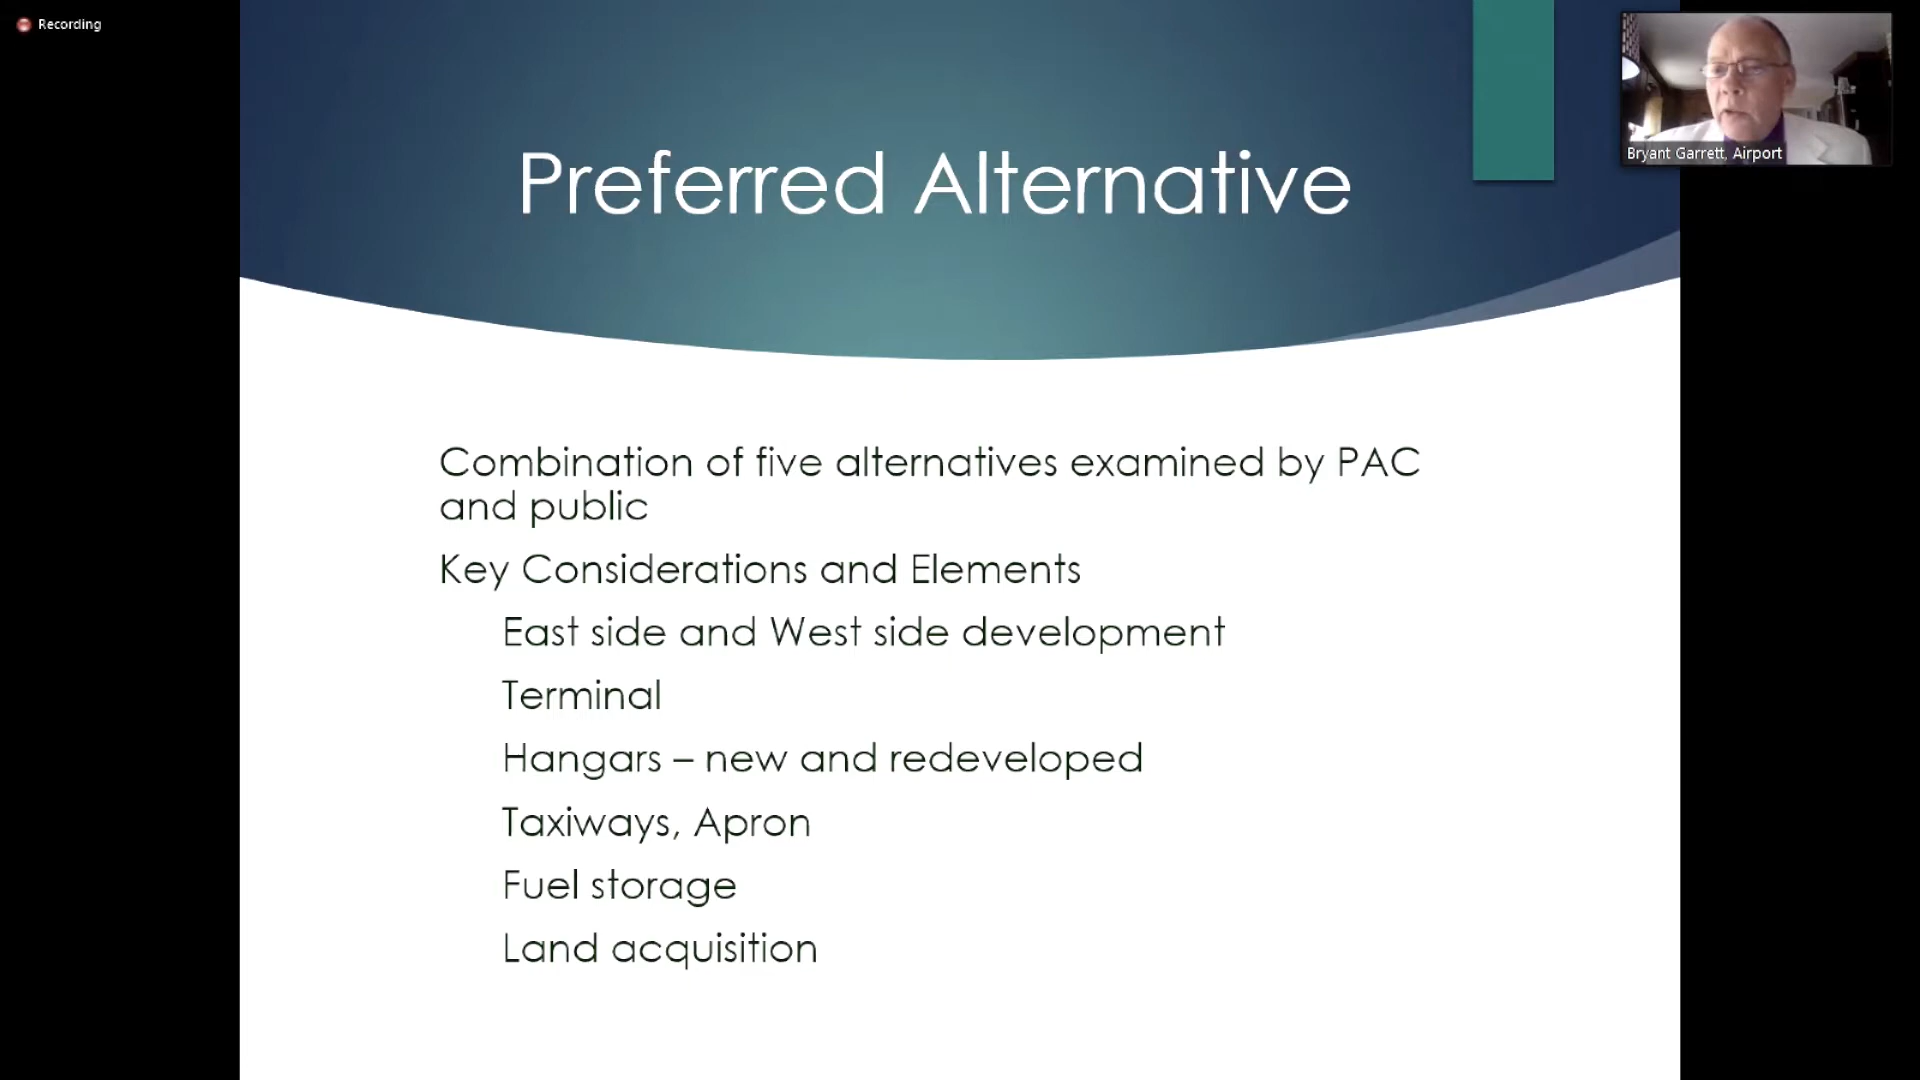 Recording
Bryant Garrett, Airport
Preferred Alternative
Combination of five alternatives examined by PAC
and public
Key Considerations and Elements
East side and West side development
Terminal
Hangars – new and redeveloped
Taxiways, Apron
Fuel storage
Land acquisition